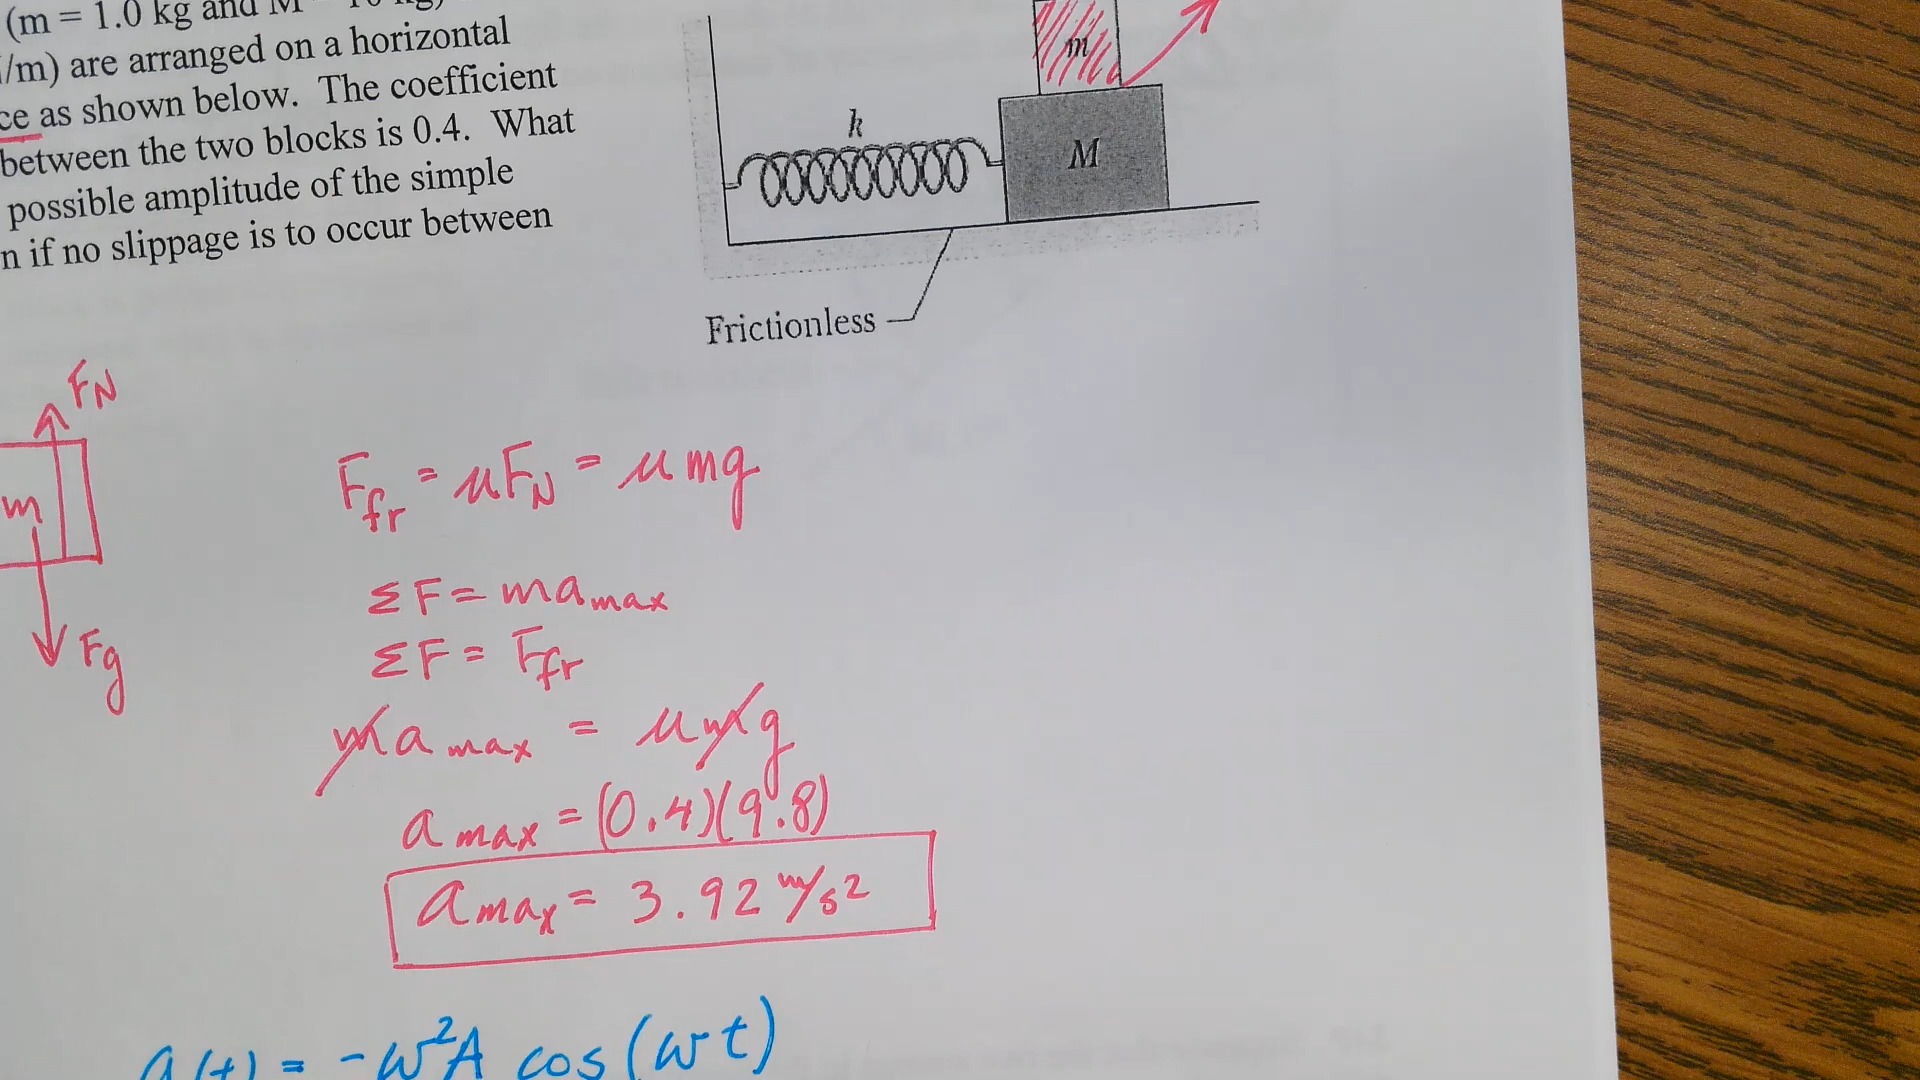 (m = 1.0 kg and M = 10 kg)
/m) are arranged on a horizontal
ce as shown below. The coefficient
between the two blocks is 0.4. What
possible amplitude of the simple
n if no slippage is to occur between
m
k
M
Frictionless
FN
m
Fg
Ffr = μFN = μmg
ΣF = mamax
ΣF = Ffr
mamax = μmg
amax = (0.4)(9.8)
amax = 3.92 m/s²
a(t) = -ω²A cos(ωt)